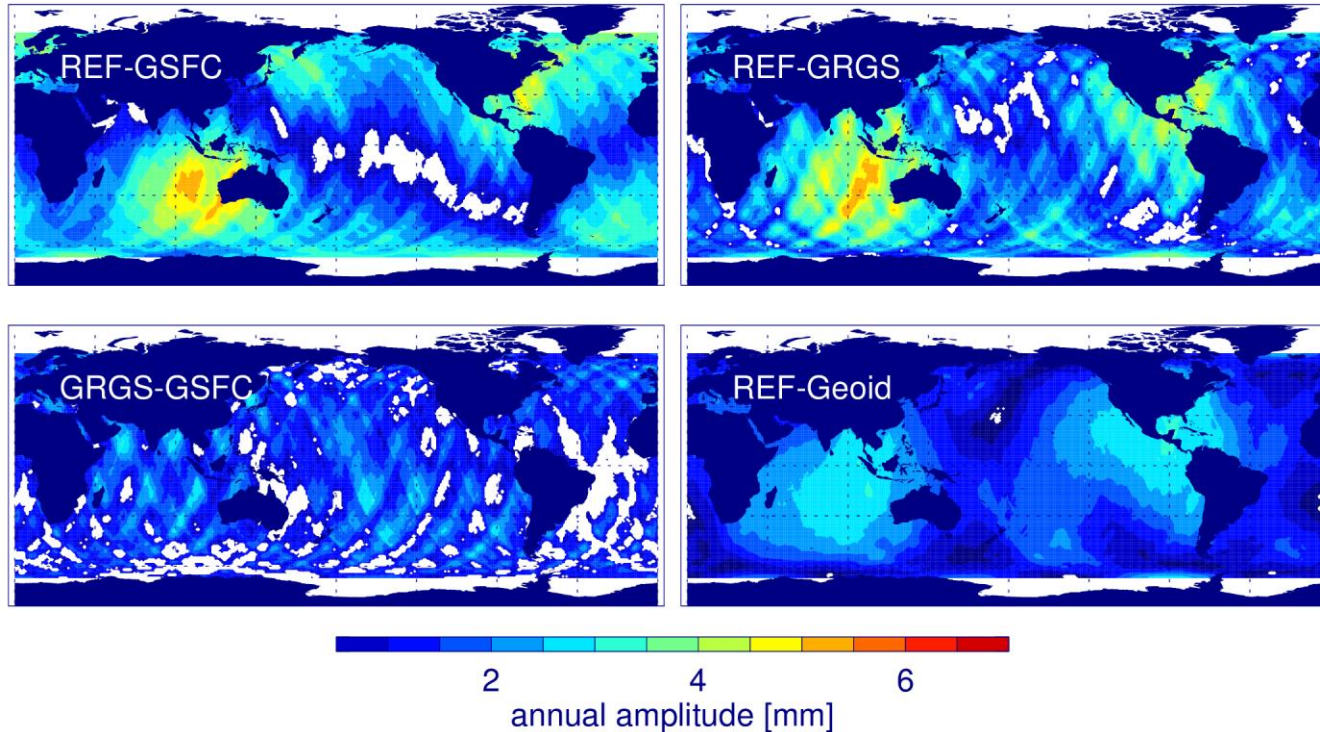 REF-GSFC
REF-GRGS
GRGS-GSFC
REF-Geoid
2 4 6
annual amplitude [mm]